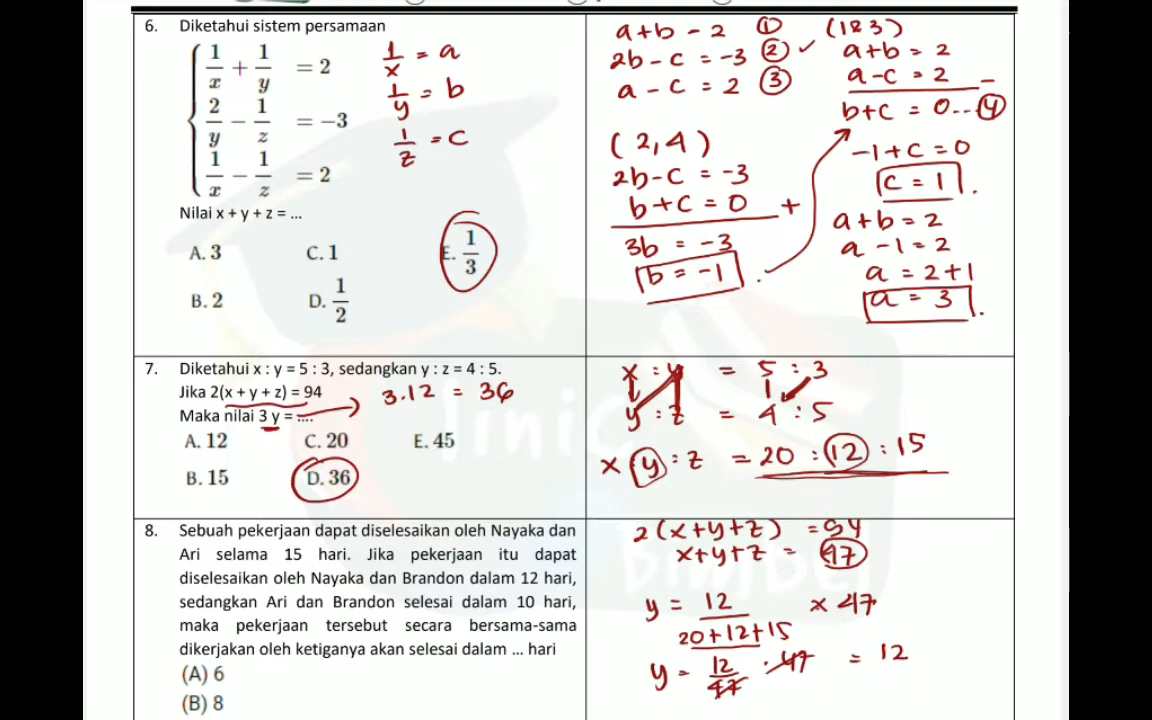 6. Diketahui sistem persamaan
1/x + 1/y = 2
2/y − 1/z = −3
1/x − 1/z = 2
1/x = a
1/y = b
1/z = c
Nilai x + y + z = ...
A. 3 C. 1 E. 1/3
B. 2 D. 1/2
a+b - 2 ①
2b - c = -3 ② ✓
a - c = 2 ③
(2,4)
2b - c = -3
b + c = 0 +
3b = -3
b = -1
(1&3)
a+b = 2
a-c = 2 -
b+c = 0...④
-1+c = 0
c = 1
a+b = 2
a -1 = 2
a = 2+1
a = 3
7. Diketahui x : y = 5 : 3, sedangkan y : z = 4 : 5.
Jika 2(x + y + z) = 94
Maka nilai 3 y = ....
3.12 = 36
A. 12 C. 20 E. 45
B. 15 D. 36
x : y = 5 : 3
y : z = 4 : 5
x y : z = 20 : 12 : 15
8. Sebuah pekerjaan dapat diselesaikan oleh Nayaka dan
Ari selama 15 hari. Jika pekerjaan itu dapat
diselesaikan oleh Nayaka dan Brandon dalam 12 hari,
sedangkan Ari dan Brandon selesai dalam 10 hari,
maka pekerjaan tersebut secara bersama-sama
dikerjakan oleh ketiganya akan selesai dalam ... hari
(A) 6
(B) 8
2(x+y+z) = 94
x+y+z = 47
y = 12/(20+12+15) × 47
y = 12/47 . 47 = 12